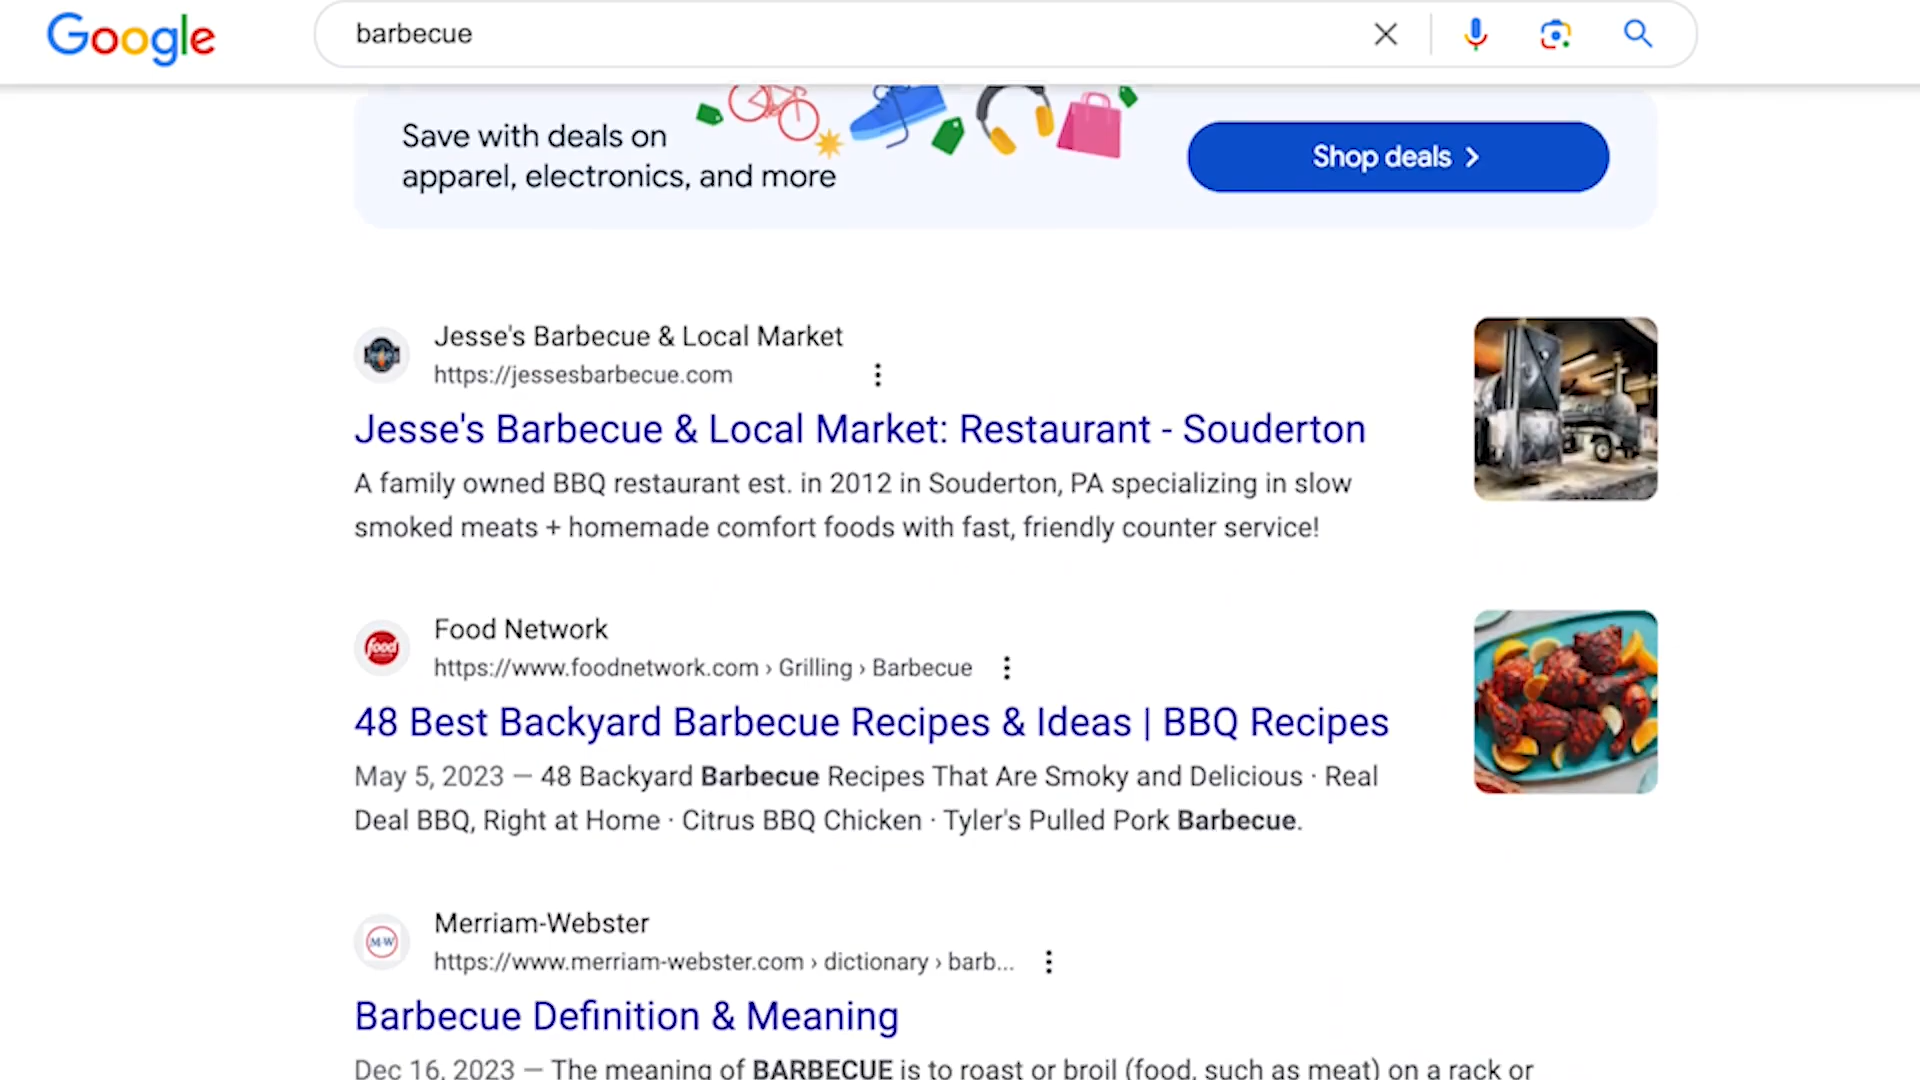 Google
barbecue
Save with deals on
apparel, electronics, and more
Shop deals
Jesse's Barbecue & Local Market
https://jessesbarbecue.com
Jesse's Barbecue & Local Market: Restaurant - Souderton
A family owned BBQ restaurant est. in 2012 in Souderton, PA specializing in slow
smoked meats + homemade comfort foods with fast, friendly counter service!
food
Food Network
https://www.foodnetwork.com › Grilling › Barbecue
48 Best Backyard Barbecue Recipes & Ideas | BBQ Recipes
May 5, 2023 — 48 Backyard Barbecue Recipes That Are Smoky and Delicious · Real
Deal BBQ, Right at Home · Citrus BBQ Chicken · Tyler's Pulled Pork Barbecue.
M-W
Merriam-Webster
https://www.merriam-webster.com › dictionary › barb...
Barbecue Definition & Meaning
Dec 16, 2023 — The meaning of BARBECUE is to roast or broil (food, such as meat) on a rack or